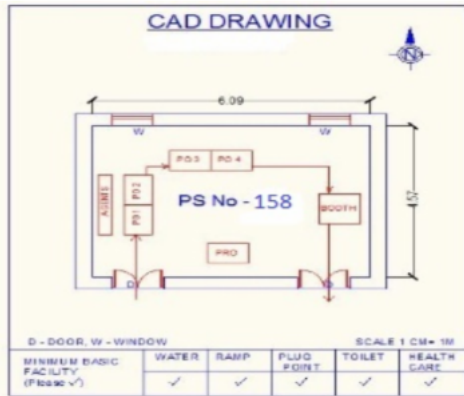 CAD DRAWING
N
6.09
W W
PO 3 PO 4
AGENTS
PO 2
PO 1
PS No - 158
BOOTH
4.57
PRO
D D
D - DOOR, W - WINDOW SCALE 1 CM= 1M
MINIMUM BASIC FACILITY (Please ✓) WATER RAMP PLUG POINT TOILET HEALTH CARE
✓ ✓ ✓ ✓ ✓